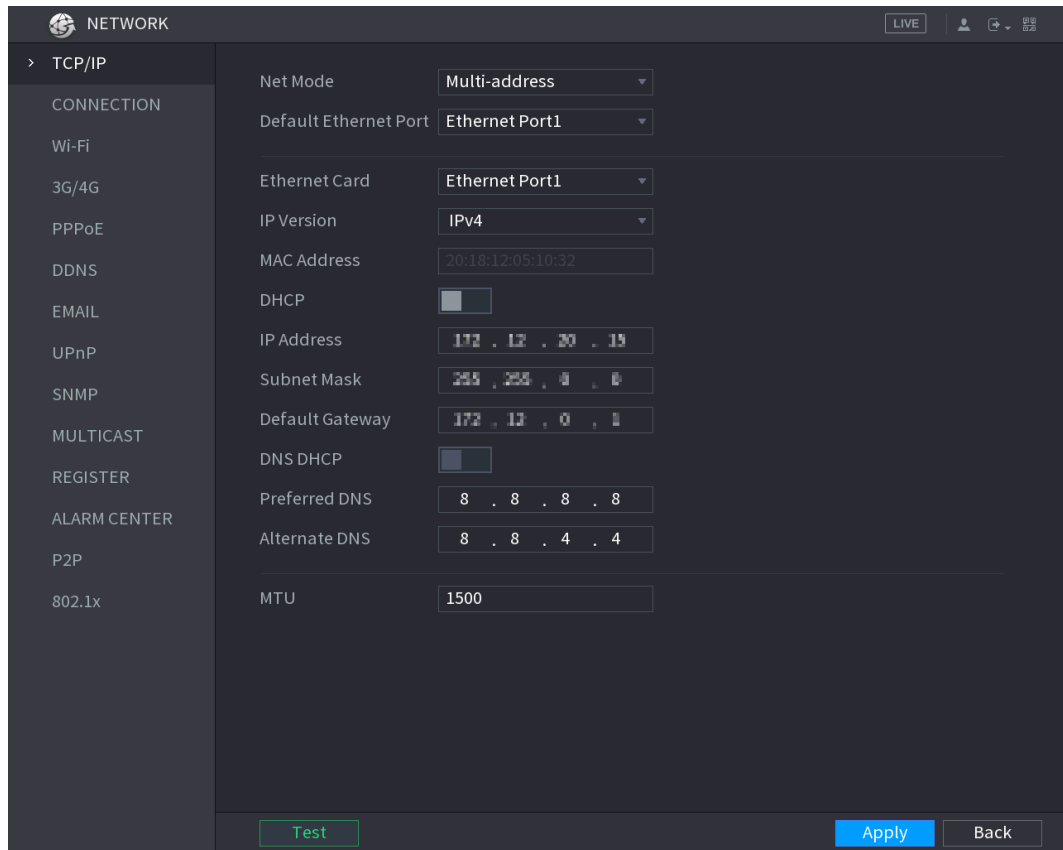 NETWORK
LIVE
TCP/IP
CONNECTION
Wi-Fi
3G/4G
PPPoE
DDNS
EMAIL
UPnP
SNMP
MULTICAST
REGISTER
ALARM CENTER
P2P
802.1x
Net Mode Multi-address
Default Ethernet Port Ethernet Port1
Ethernet Card Ethernet Port1
IP Version IPv4
MAC Address 20:18:12:05:10:32
DHCP
IP Address
Subnet Mask
Default Gateway
DNS DHCP
Preferred DNS 8 . 8 . 8 . 8
Alternate DNS 8 . 8 . 4 . 4
MTU 1500
Test Apply Back